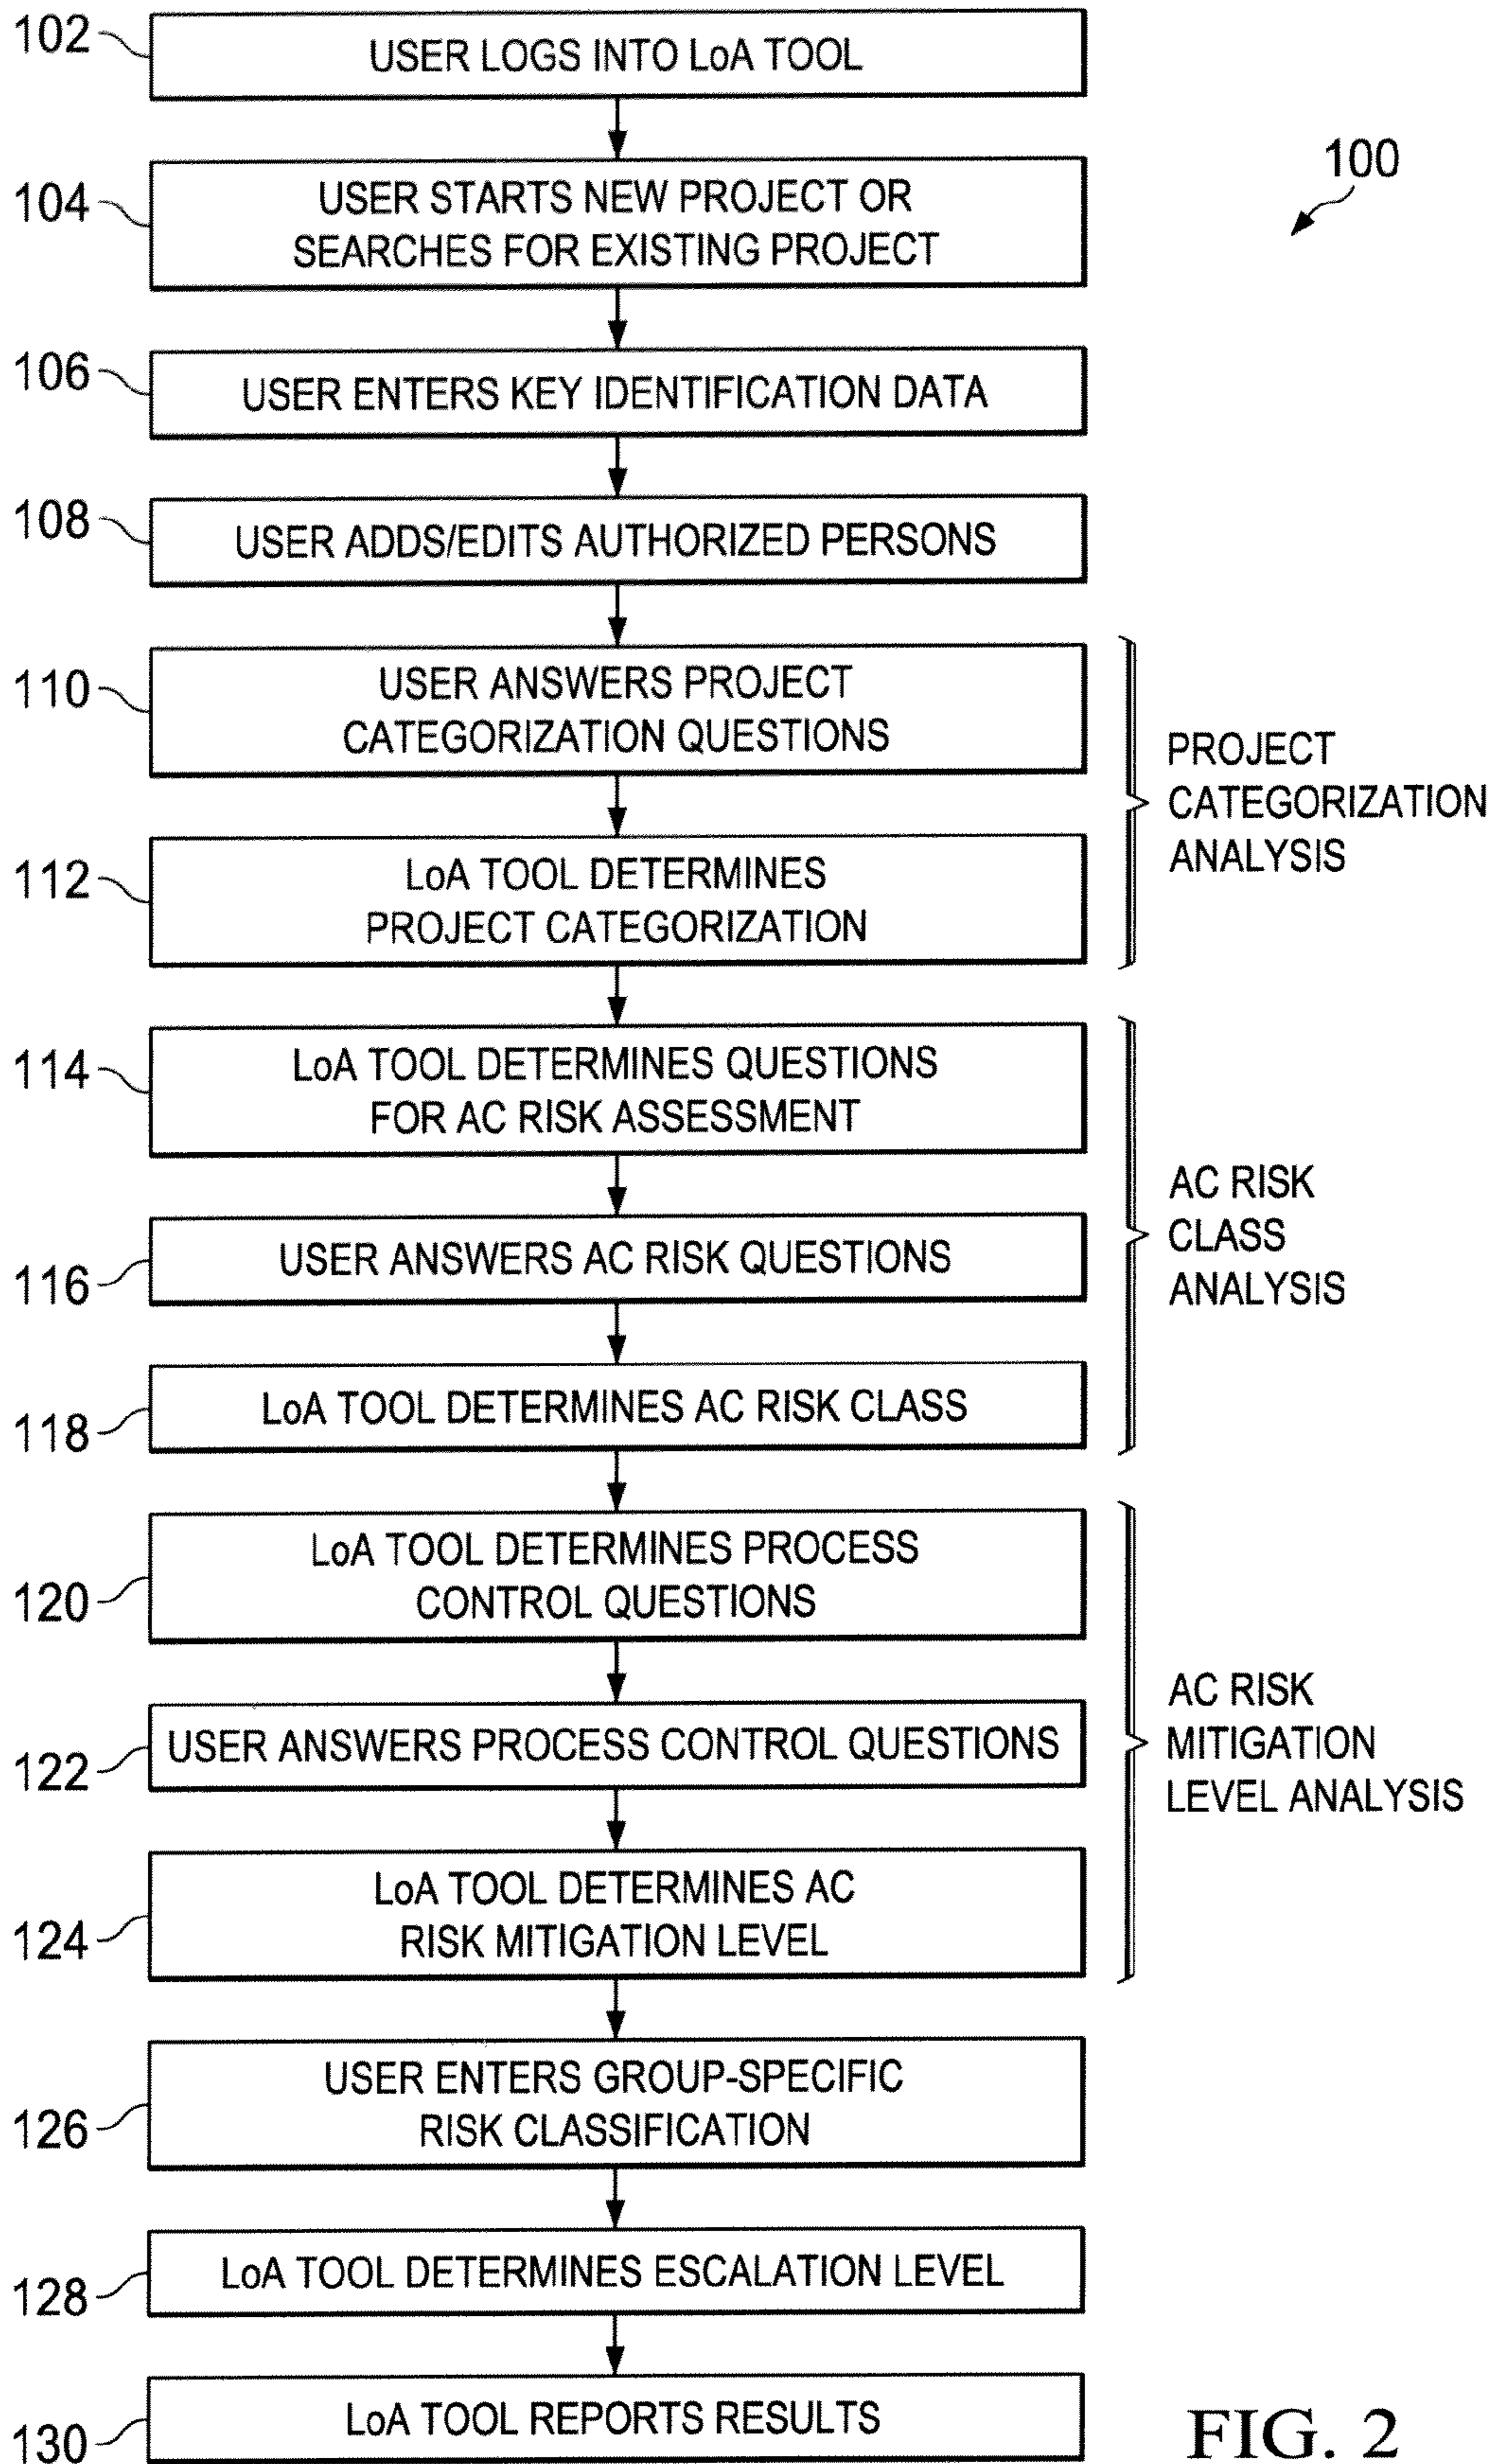 102
USER LOGS INTO LoA TOOL
100
104
USER STARTS NEW PROJECT OR
SEARCHES FOR EXISTING PROJECT
106
USER ENTERS KEY IDENTIFICATION DATA
108
USER ADDS/EDITS AUTHORIZED PERSONS
110
USER ANSWERS PROJECT
CATEGORIZATION QUESTIONS
PROJECT
CATEGORIZATION
ANALYSIS
112
LoA TOOL DETERMINES
PROJECT CATEGORIZATION
114
LoA TOOL DETERMINES QUESTIONS
FOR AC RISK ASSESSMENT
AC RISK
CLASS
ANALYSIS
116
USER ANSWERS AC RISK QUESTIONS
118
LoA TOOL DETERMINES AC RISK CLASS
120
LoA TOOL DETERMINES PROCESS
CONTROL QUESTIONS
AC RISK
MITIGATION
LEVEL ANALYSIS
122
USER ANSWERS PROCESS CONTROL QUESTIONS
124
LoA TOOL DETERMINES AC
RISK MITIGATION LEVEL
126
USER ENTERS GROUP-SPECIFIC
RISK CLASSIFICATION
128
LoA TOOL DETERMINES ESCALATION LEVEL
130
LoA TOOL REPORTS RESULTS
FIG. 2